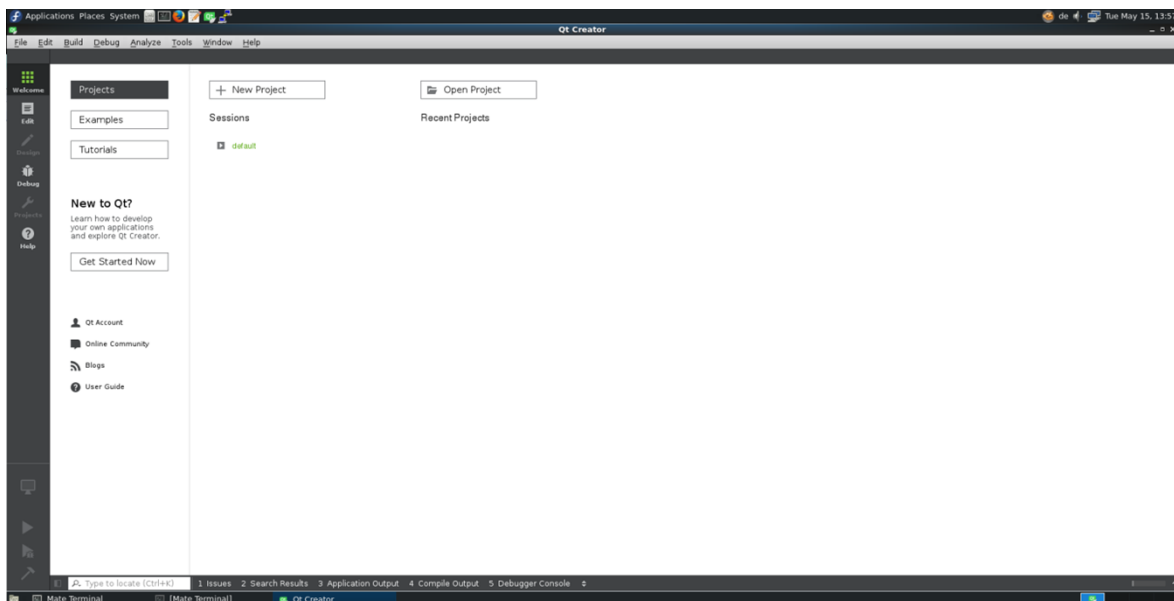 Applications Places System
de
Tue May 15, 13:57
Qt Creator
File Edit Build Debug Analyze Tools Window Help
Welcome
Edit
Design
Debug
Projects
Help
Projects
Examples
Tutorials
New to Qt?
Learn how to develop
your own applications
and explore Qt Creator.
Get Started Now
Qt Account
Online Community
Blogs
User Guide
New Project
Open Project
Sessions
Recent Projects
default
Type to locate (Ctrl+K)
1 Issues 2 Search Results 3 Application Output 4 Compile Output 5 Debugger Console
Mate Terminal
[Mate Terminal]
Qt Creator